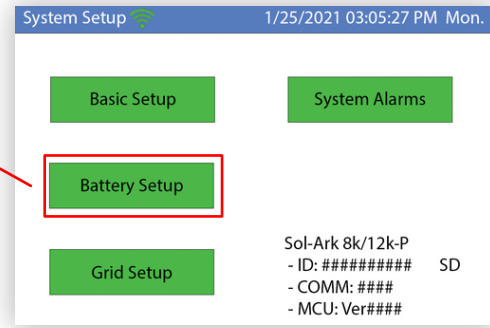 System Setup 1/25/2021 03:05:27 PM Mon.
Basic Setup System Alarms
Battery Setup
Grid Setup
Sol-Ark 8k/12k-P
- ID: ########## SD
- COMM: ####
- MCU: Ver####